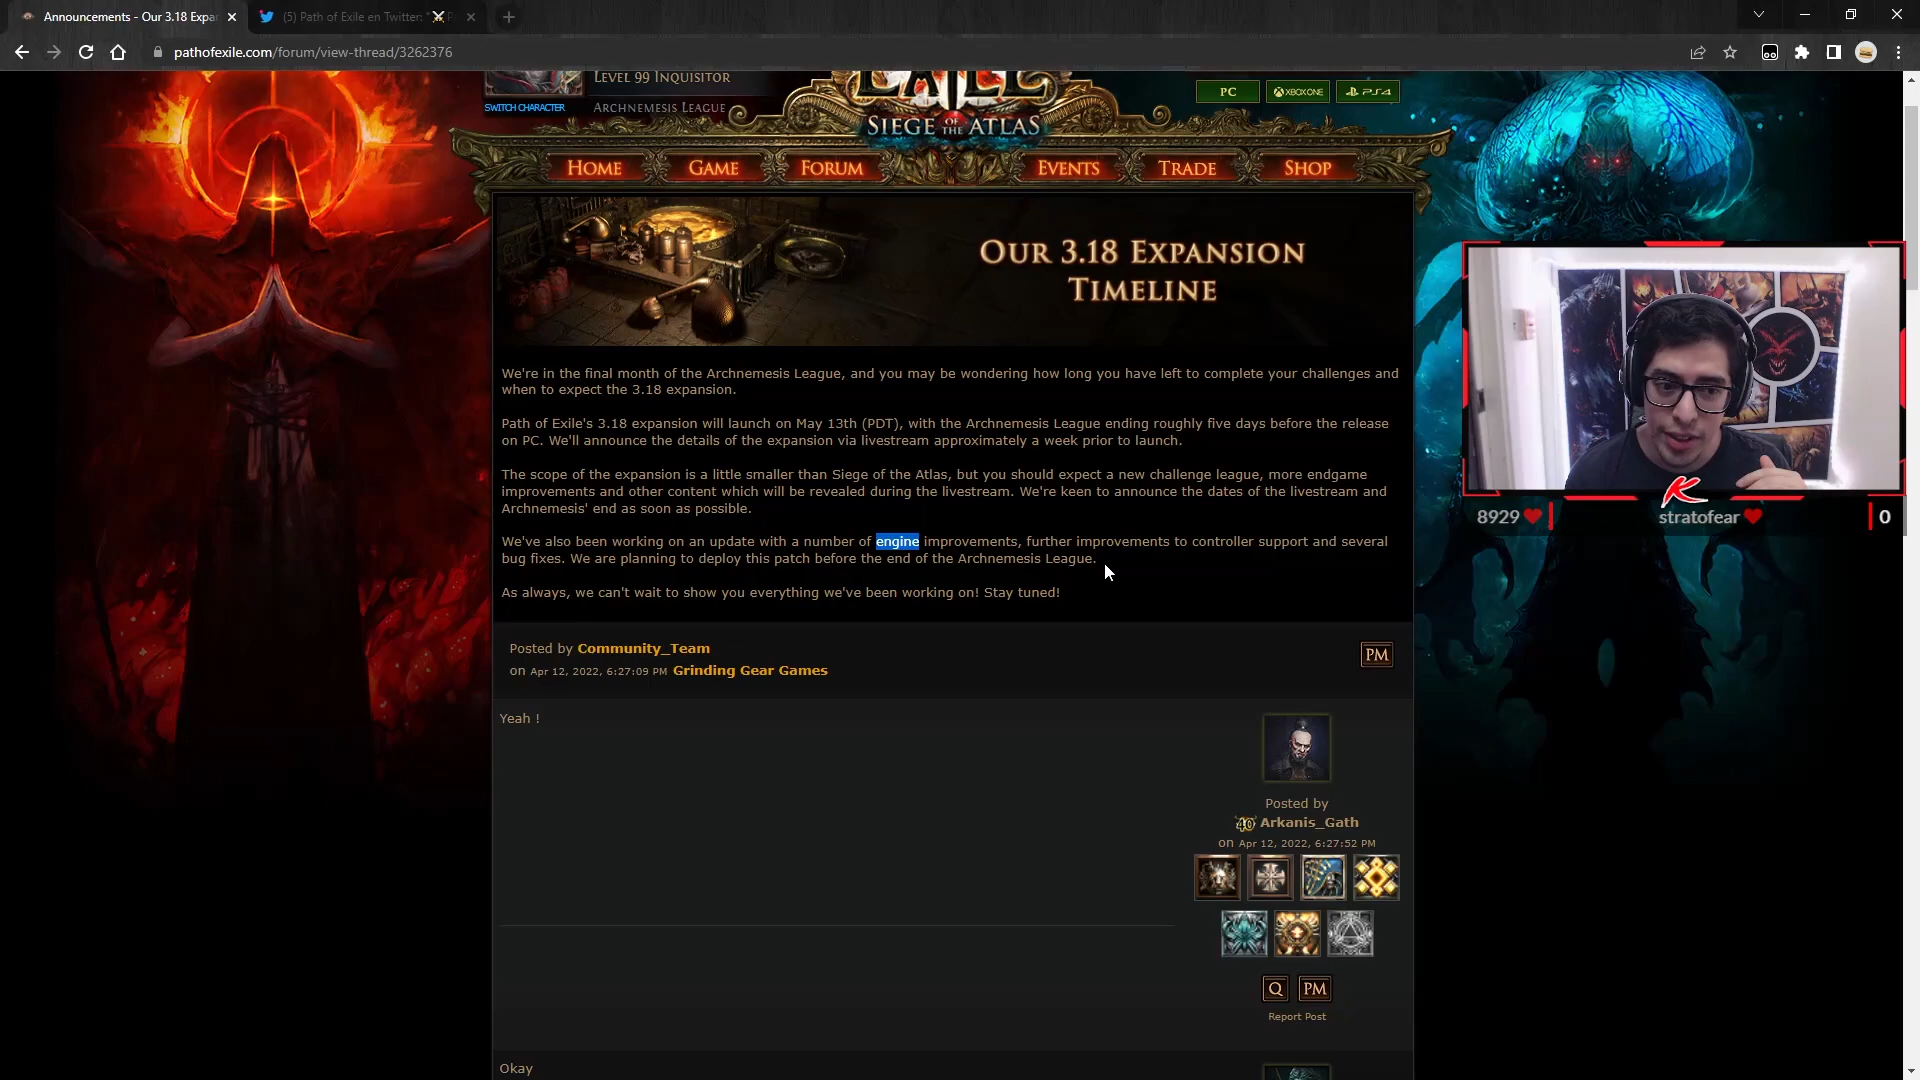 Announcements - Our 3.18 Expa
(5) Path of Exile en Twitter: "⚔ P
pathofexile.com/forum/view-thread/3262376
LEVEL 99 INQUISITOR
SWITCH CHARACTER
ARCHNEMESIS LEAGUE
SIEGE OF THE ATLAS
PC
XBOX ONE
PS4
HOME
GAME
FORUM
EVENTS
TRADE
SHOP
OUR 3.18 EXPANSION
TIMELINE
We're in the final month of the Archnemesis League, and you may be wondering how long you have left to complete your challenges and
when to expect the 3.18 expansion.
Path of Exile's 3.18 expansion will launch on May 13th (PDT), with the Archnemesis League ending roughly five days before the release
on PC. We'll announce the details of the expansion via livestream approximately a week prior to launch.
The scope of the expansion is a little smaller than Siege of the Atlas, but you should expect a new challenge league, more endgame
improvements and other content which will be revealed during the livestream. We're keen to announce the dates of the livestream and
Archnemesis' end as soon as possible.
We've also been working on an update with a number of engine improvements, further improvements to controller support and several
bug fixes. We are planning to deploy this patch before the end of the Archnemesis League.
As always, we can't wait to show you everything we've been working on! Stay tuned!
Posted by Community_Team
on Apr 12, 2022, 6:27:09 PM Grinding Gear Games
PM
8929
stratofear
0
Yeah !
Posted by
40 Arkanis_Gath
on Apr 12, 2022, 6:27:52 PM
Q
PM
Report Post
Okay